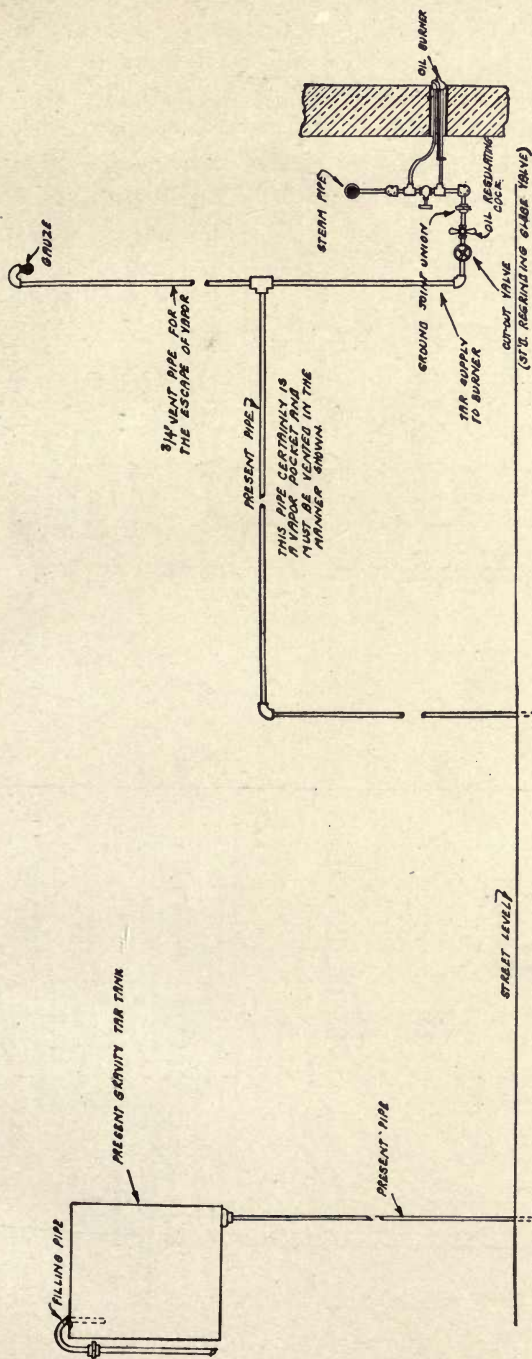 GAUZE
3/4" VENT PIPE FOR
THE ESCAPE OF VAPOR
PRESENT PIPE
THIS PIPE CERTAINLY IS
A VAPOR POCKET AND
MUST BE VENTED IN THE
MANNER SHOWN.
STEAM PIPE
OIL BURNER
GROUND JOINT UNION
OIL REGULATING
COCK
TAR SUPPLY
TO BURNER
CUT-OUT VALVE
(ST'D. REGRINDING GLOBE VALVE)
FILLING PIPE
PRESENT GRAVITY TAR TANK
PRESENT PIPE
STREET LEVEL